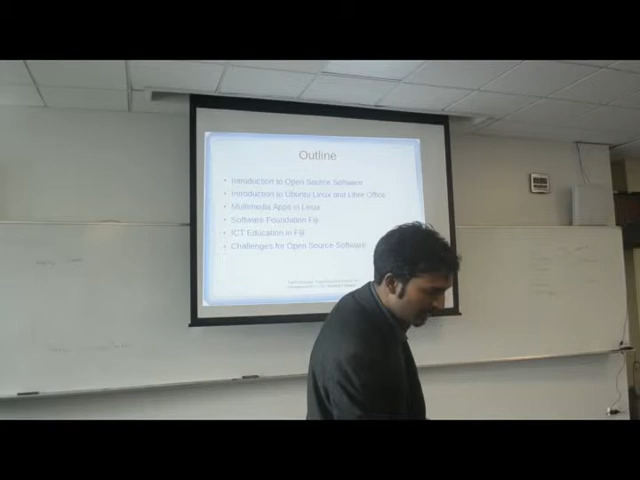 Outline
• Introduction to Open Source Software
• Introduction to Ubuntu Linux and Libre Office
• Multimedia Apps in Linux
• Software Foundation Fiji
• ICT Education in Fiji
• Challenges for Open Source Software